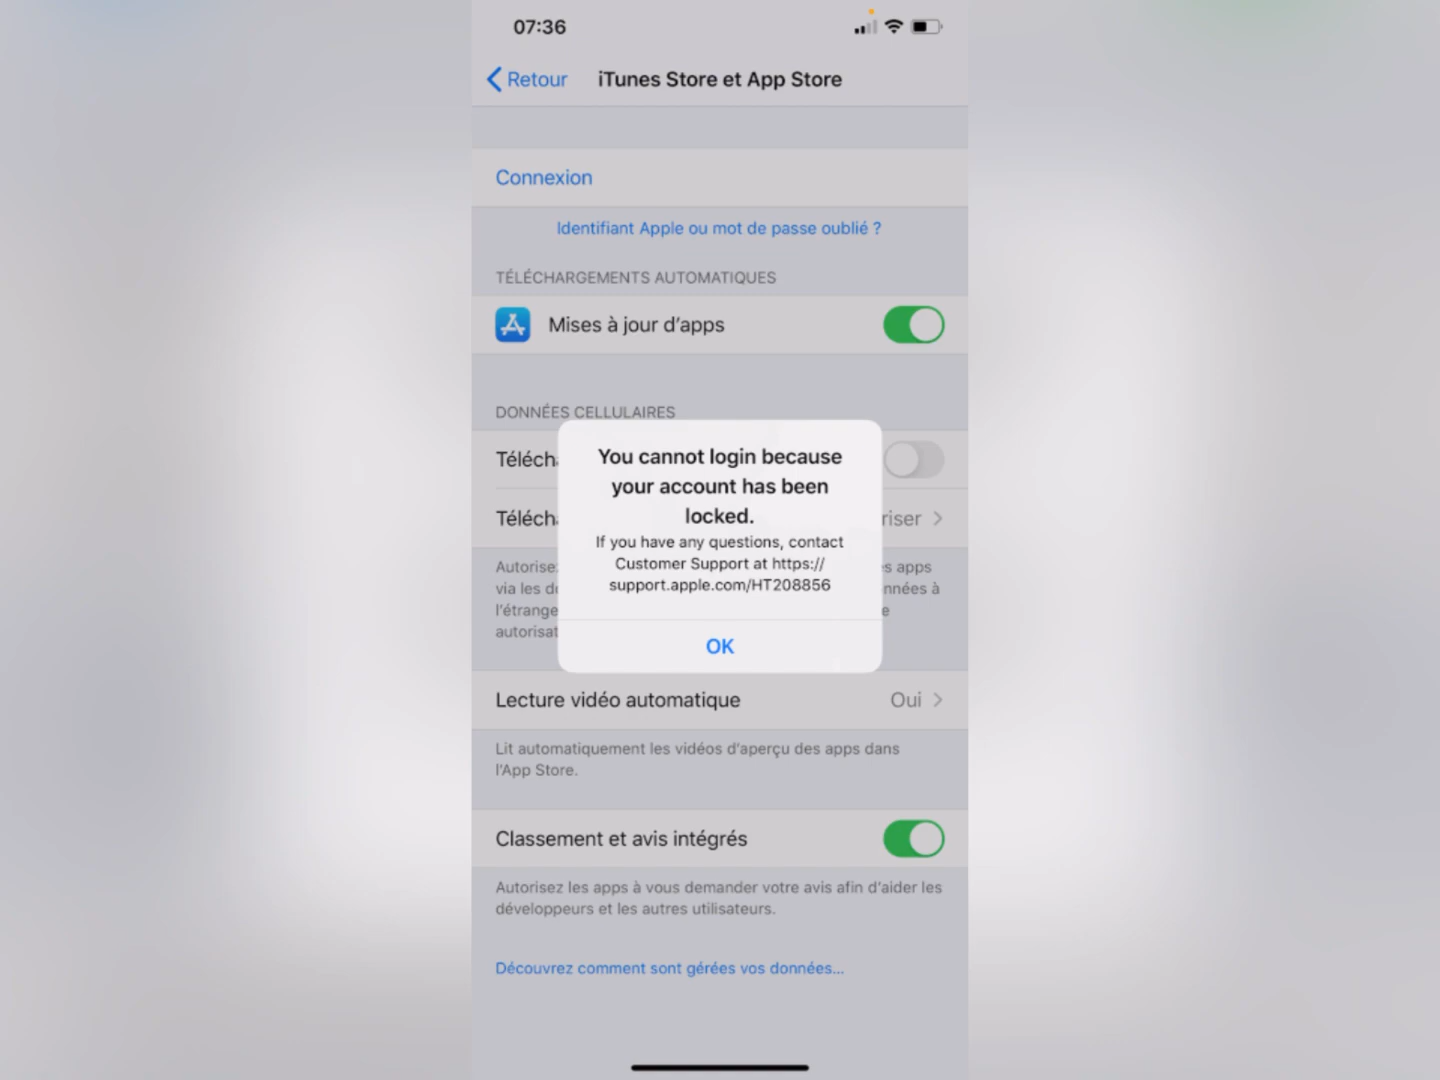 07:36
Retour
iTunes Store et App Store
Connexion
Identifiant Apple ou mot de passe oublié ?
TÉLÉCHARGEMENTS AUTOMATIQUES
Mises à jour d'apps
DONNÉES CELLULAIRES
Téléch
You cannot login because
your account has been
locked.
Téléch
riser
If you have any questions, contact
Customer Support at https://
support.apple.com/HT208856
Autorise
s apps
via les d
nnées à
l'étrange
e
autorisat
OK
Lecture vidéo automatique
Oui
Lit automatiquement les vidéos d'aperçu des apps dans
l'App Store.
Classement et avis intégrés
Autorisez les apps à vous demander votre avis afin d'aider les
développeurs et les autres utilisateurs.
Découvrez comment sont gérées vos données...